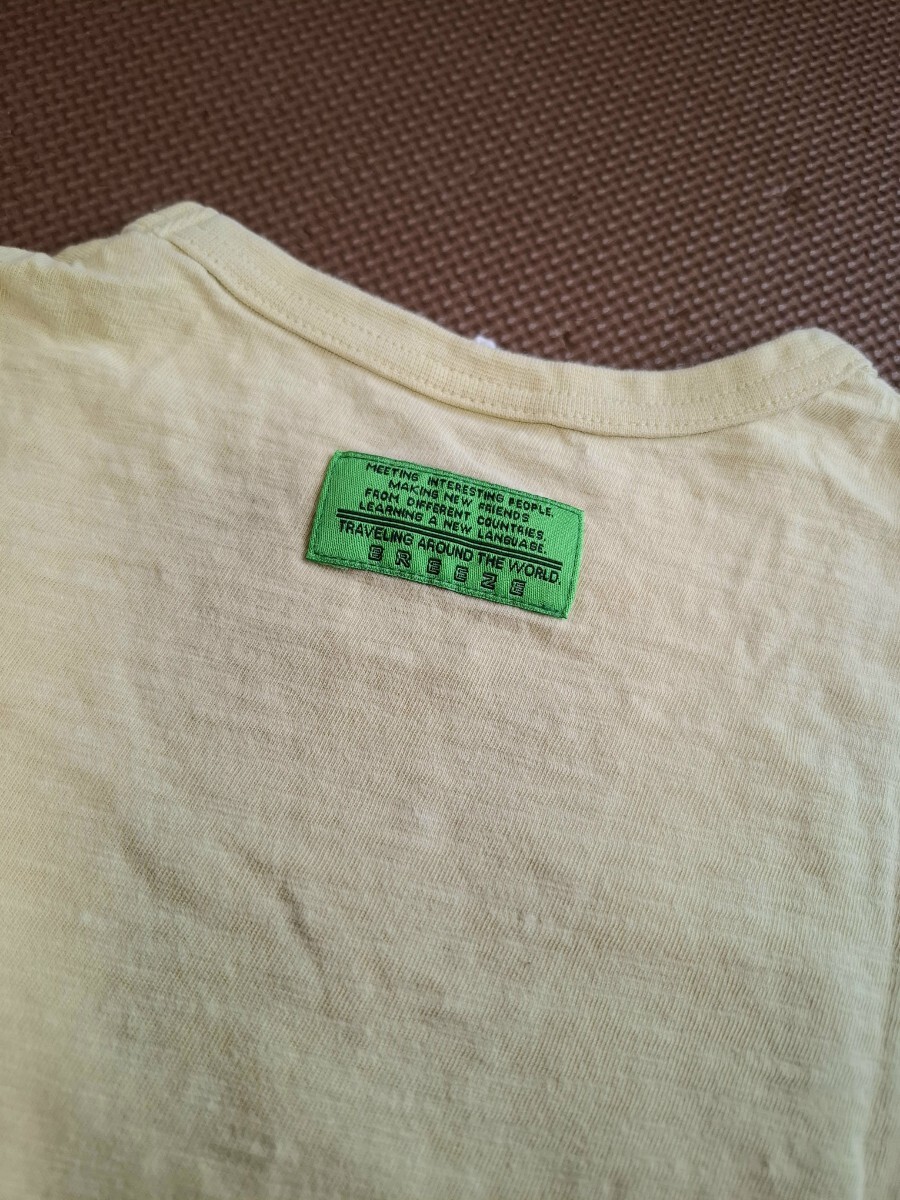 MEETING INTERESTING PEOPLE,
MAKING NEW FRIENDS
FROM DIFFERENT COUNTRIES,
LEARNING A NEW LANGUAGE.
TRAVELING AROUND THE WORLD.
BREEZE